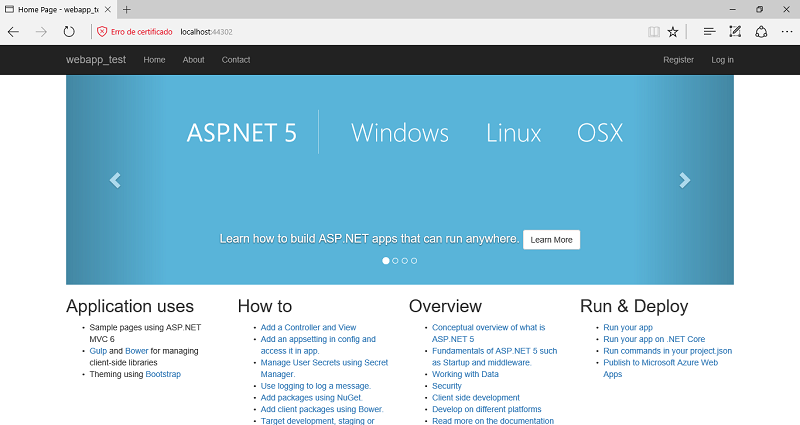 Home Page - webapp_te
Erro de certificado localhost:44302
webapp_test Home About Contact Register Log in
ASP.NET 5 Windows Linux OSX
Learn how to build ASP.NET apps that can run anywhere. Learn More
Application uses
Sample pages using ASP.NET
MVC 6
Gulp and Bower for managing
client-side libraries
Theming using Bootstrap
How to
Add a Controller and View
Add an appsetting in config and
access it in app.
Manage User Secrets using Secret
Manager.
Use logging to log a message.
Add packages using NuGet.
Add client packages using Bower.
Target development, staging or
Overview
Conceptual overview of what is
ASP.NET 5
Fundamentals of ASP.NET 5 such
as Startup and middleware.
Working with Data
Security
Client side development
Develop on different platforms
Read more on the documentation
Run & Deploy
Run your app
Run your app on .NET Core
Run commands in your project.json
Publish to Microsoft Azure Web
Apps